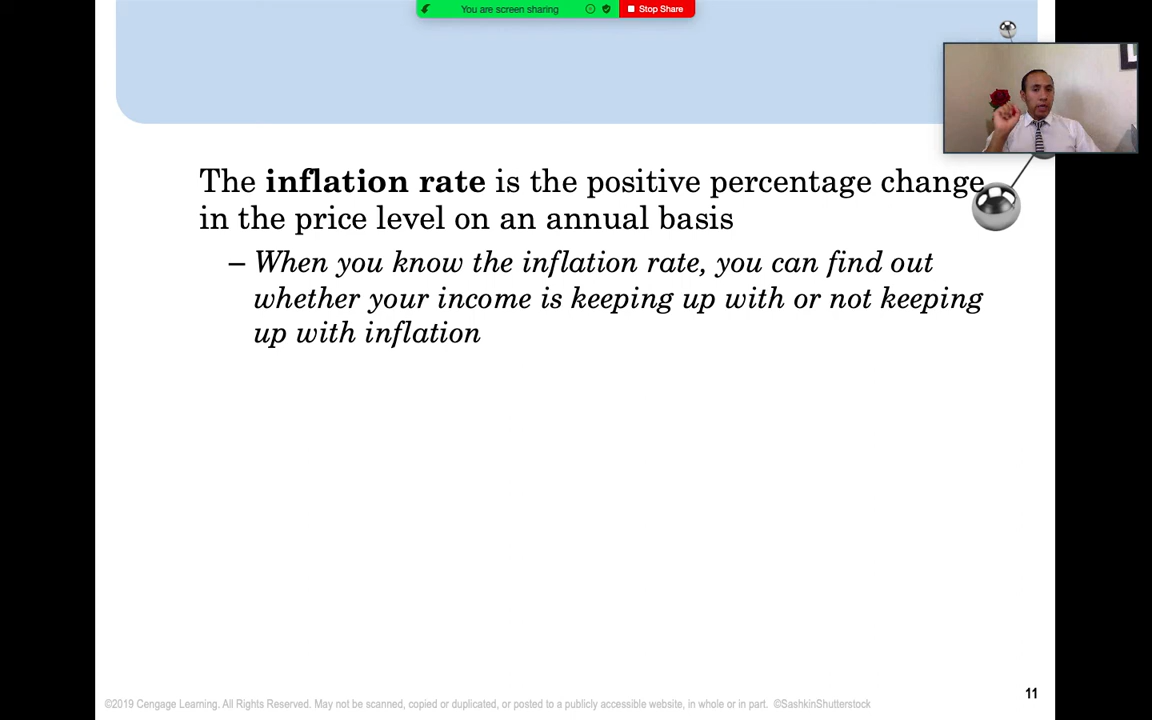 You are screen sharing
Stop Share
The inflation rate is the positive percentage change
in the price level on an annual basis
– When you know the inflation rate, you can find out
whether your income is keeping up with or not keeping
up with inflation
11
©2019 Cengage Learning. All Rights Reserved. May not be scanned, copied or duplicated, or posted to a publicly accessible website, in whole or in part. ©SashkinShutterstock